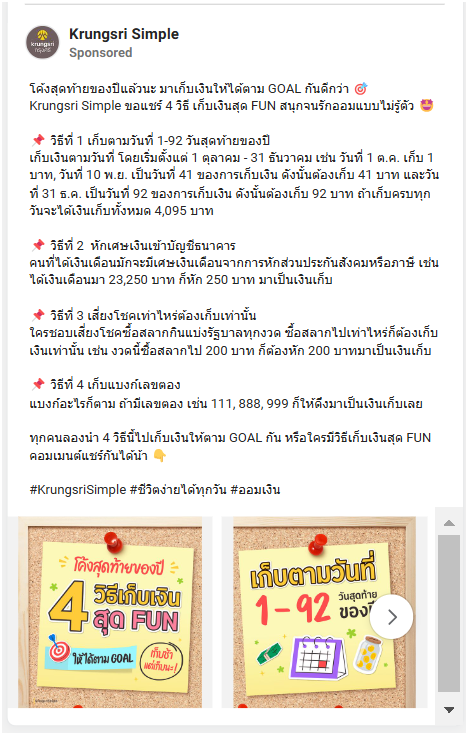 krungsri
กรุงศรี
Krungsri Simple
Sponsored
โค้งสุดท้ายของปีแล้วนะ มาเก็บเงินให้ได้ตาม GOAL กันดีกว่า 🎯
Krungsri Simple ขอแชร์ 4 วิธี เก็บเงินสุด FUN สนุกจนรักออมแบบไม่รู้ตัว 🤩
📌 วิธีที่ 1 เก็บตามวันที่ 1-92 วันสุดท้ายของปี
เก็บเงินตามวันที่ โดยเริ่มตั้งแต่ 1 ตุลาคม - 31 ธันวาคม เช่น วันที่ 1 ต.ค. เก็บ 1
บาท, วันที่ 10 พ.ย. เป็นวันที่ 41 ของการเก็บเงิน ดังนั้นต้องเก็บ 41 บาท และวัน
ที่ 31 ธ.ค. เป็นวันที่ 92 ของการเก็บเงิน ดังนั้นต้องเก็บ 92 บาท ถ้าเก็บครบทุก
วันจะได้เงินเก็บทั้งหมด 4,095 บาท
📌 วิธีที่ 2 หักเศษเงินเข้าบัญชีธนาคาร
คนที่ได้เงินเดือนมักจะมีเศษเงินเดือนจากการหักส่วนประกันสังคมหรือภาษี เช่น
ได้เงินเดือนมา 23,250 บาท ก็หัก 250 บาท มาเป็นเงินเก็บ
📌 วิธีที่ 3 เสี่ยงโชคเท่าไหร่ต้องเก็บเท่านั้น
ใครชอบเสี่ยงโชคซื้อสลากกินแบ่งรัฐบาลทุกงวด ซื้อสลากไปเท่าไหร่ก็ต้องเก็บ
เงินเท่านั้น เช่น งวดนี้ซื้อสลากไป 200 บาท ก็ต้องหัก 200 บาทมาเป็นเงินเก็บ
📌 วิธีที่ 4 เก็บแบงก์เลขตอง
แบงก์อะไรก็ตาม ถ้ามีเลขตอง เช่น 111, 888, 999 ก็ให้ดึงมาเป็นเงินเก็บเลย
ทุกคนลองนำ 4 วิธีนี้ไปเก็บเงินให้ตาม GOAL กัน หรือใครมีวิธีเก็บเงินสุด FUN
คอมเมนต์แชร์กันได้น้า 👇
#KrungsriSimple #ชีวิตง่ายได้ทุกวัน #ออมเงิน
โค้งสุดท้ายของปี
4 วิธีเก็บเงิน
สุด FUN
ให้ได้ตาม GOAL
เก็บช้า
แต่เก็บนะ!
เก็บตามวันที่
1-92
วันสุดท้าย